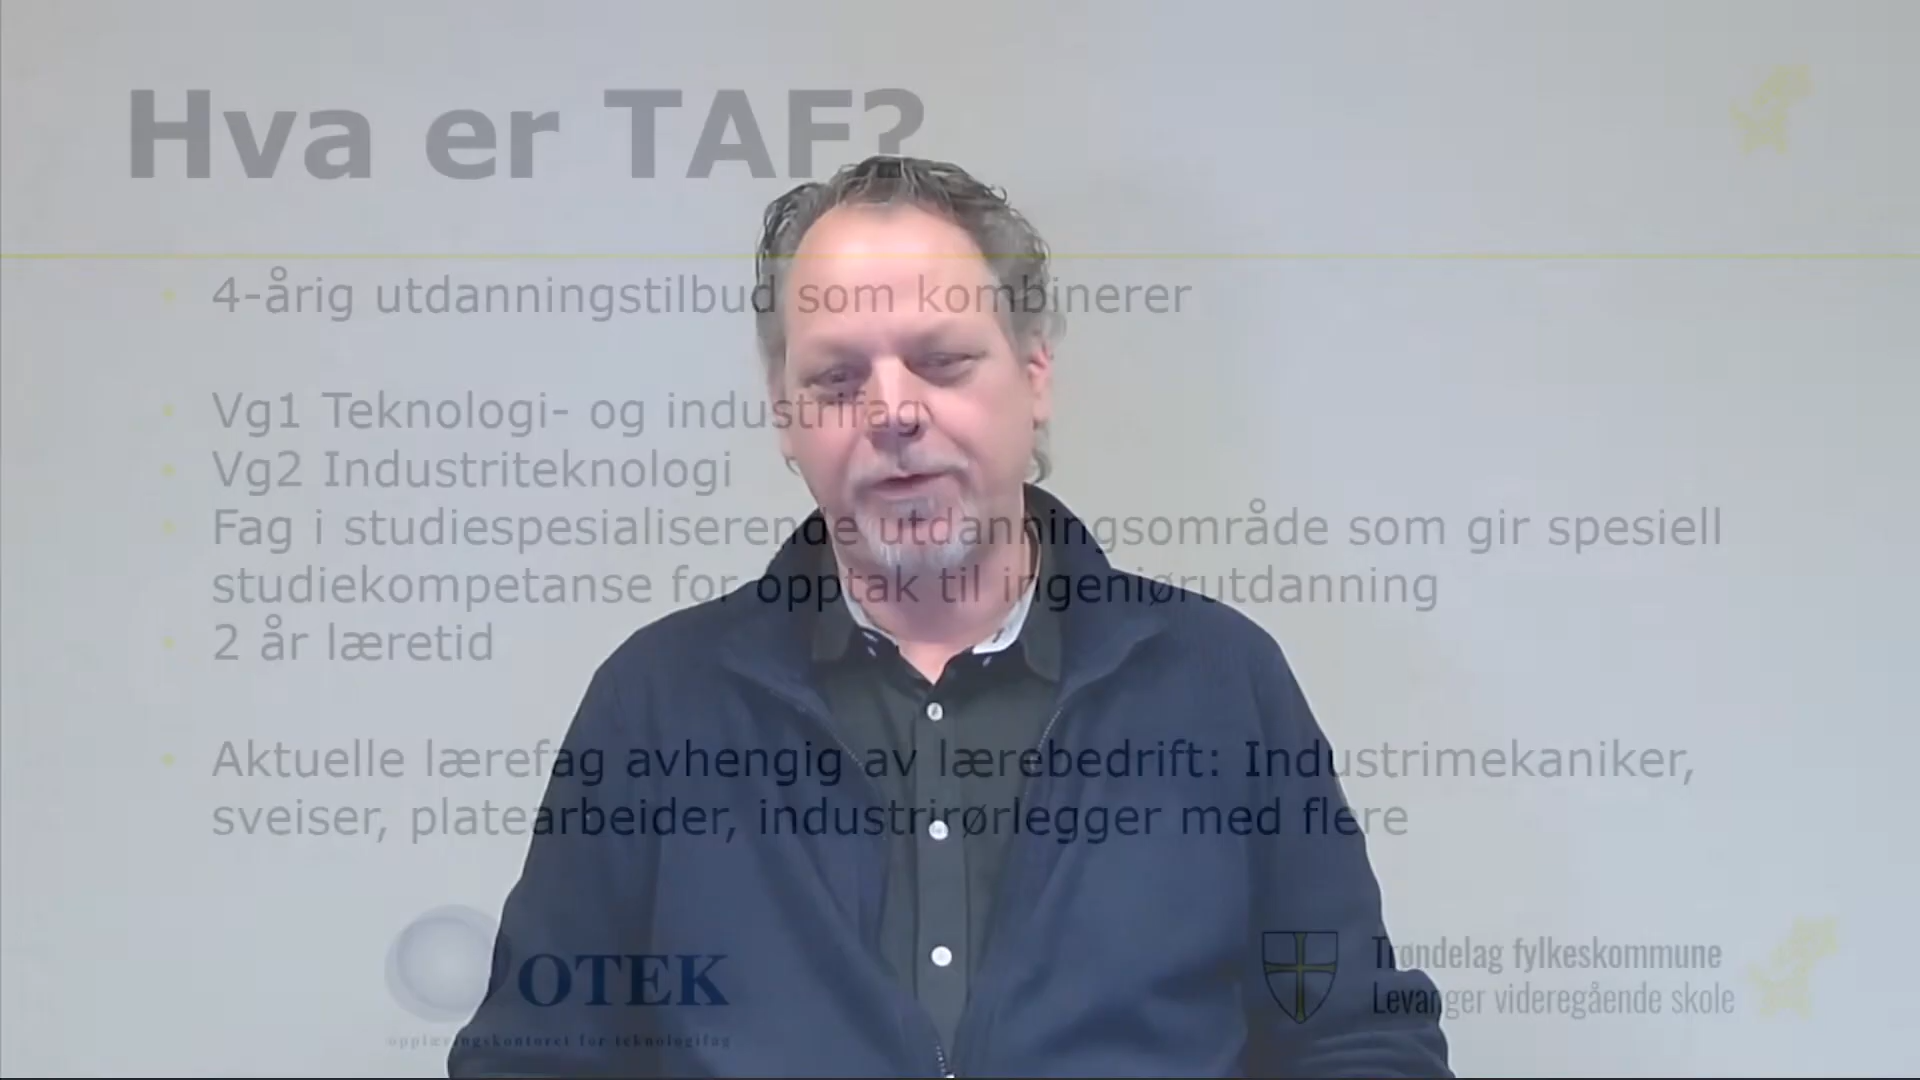 Hva er TAF?
4-årig utdanningstilbud som kombinerer
Vg1 Teknologi- og industrifag
Vg2 Industriteknologi
Fag i studiespesialiserende utdanningsområde som gir spesiell
studiekompetanse for opptak til ingeniørutdanning
2 år læretid
Aktuelle lærefag avhengig av lærebedrift: Industrimekaniker,
sveiser, platearbeider, industrirørlegger med flere
OTEK
opplæringskontoret for teknologifag
Trøndelag fylkeskommune
Levanger videregående skole